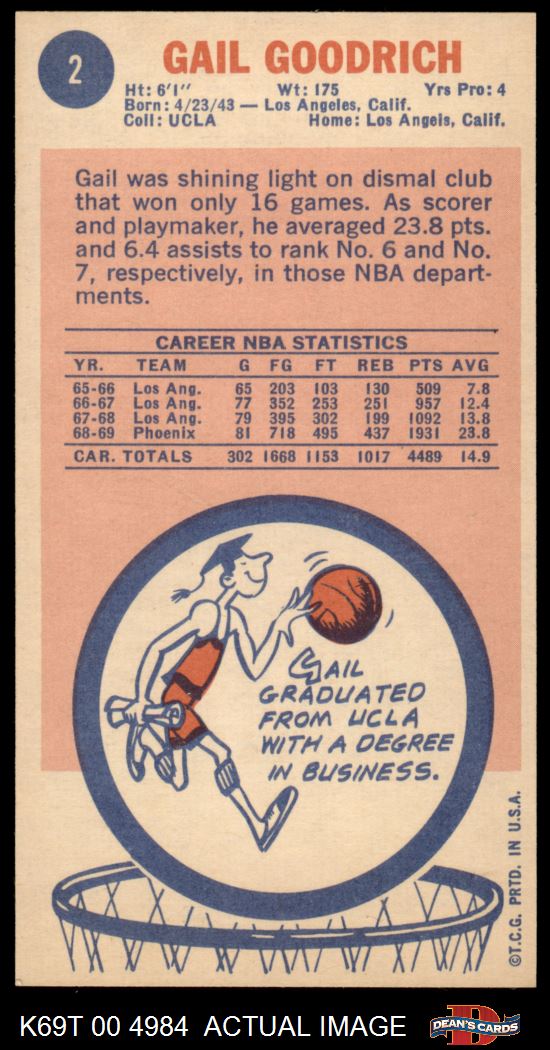 2
GAIL GOODRICH
Ht: 6'1" Wt: 175 Yrs Pro: 4
Born: 4/23/43 — Los Angeles, Calif.
Coll: UCLA Home: Los Angels, Calif.
Gail was shining light on dismal club
that won only 16 games. As scorer
and playmaker, he averaged 23.8 pts.
and 6.4 assists to rank No. 6 and No.
7, respectively, in those NBA depart-
ments.
CAREER NBA STATISTICS
YR. TEAM G FG FT REB PTS AVG
65-66 Los Ang. 65 203 103 130 509 7.8
66-67 Los Ang. 77 352 253 251 957 12.4
67-68 Los Ang. 79 395 302 199 1092 13.8
68-69 Phoenix 81 718 495 437 1931 23.8
CAR. TOTALS 302 1668 1153 1017 4489 14.9
GAIL
GRADUATED
FROM UCLA
WITH A DEGREE
IN BUSINESS.
©T.C.G. PRTD. IN U.S.A.
K69T 00 4984 ACTUAL IMAGE
D
DEAN'S CARDS